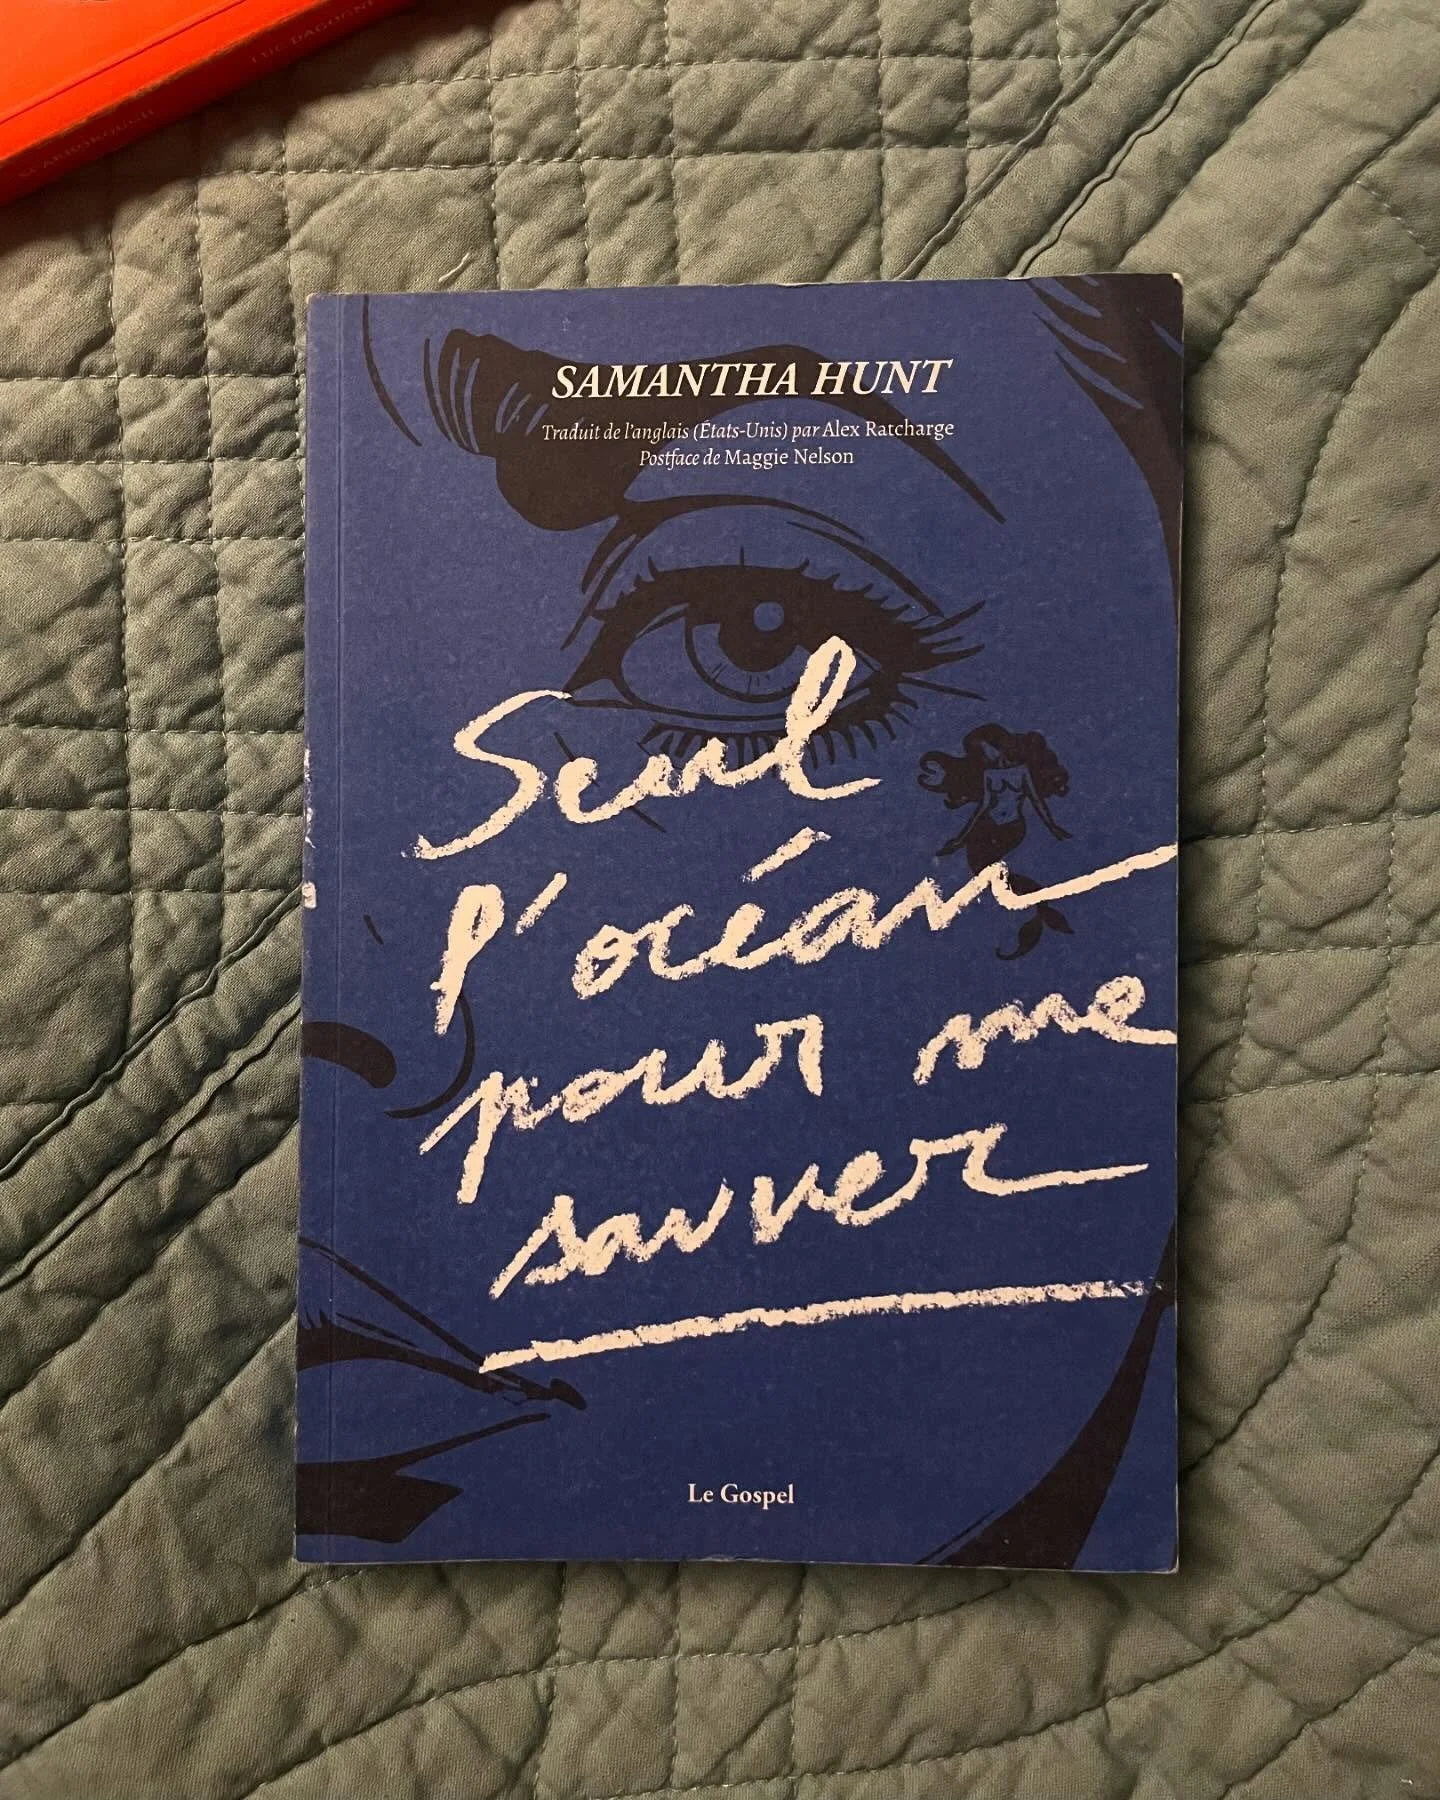 SAMANTHA HUNT
Traduit de l'anglais (États-Unis) par Alex Ratcharge
Postface de Maggie Nelson
Seul
l'océan
pour me
sauver
Le Gospel